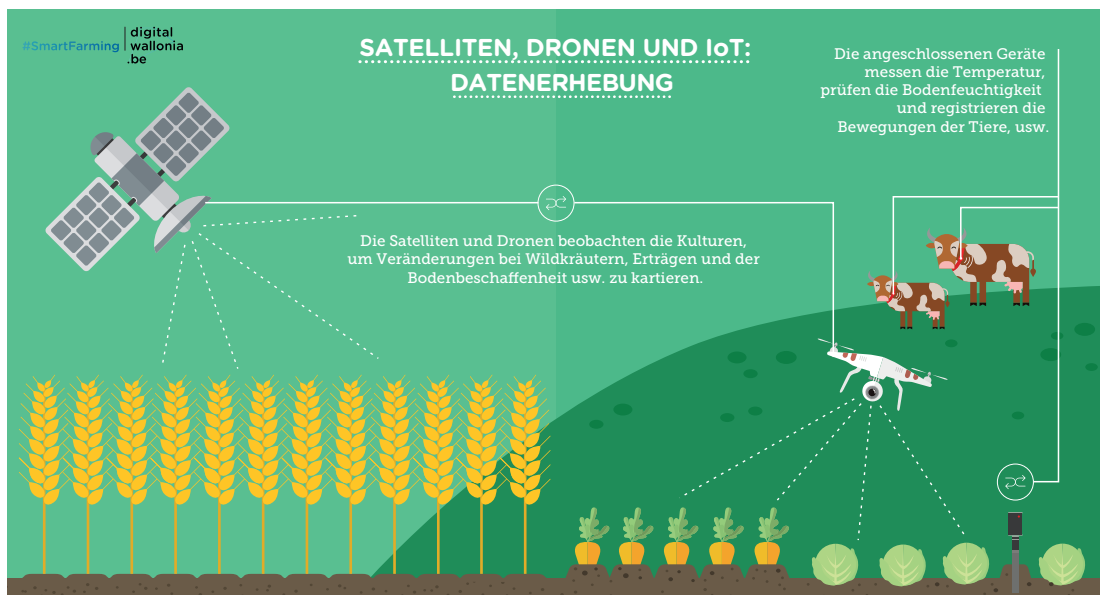 #SmartFarming
digital
wallonia
.be
SATELLITEN, DRONEN UND IoT:
DATENERHEBUNG
Die angeschlossenen Geräte
messen die Temperatur,
prüfen die Bodenfeuchtigkeit
und registrieren die
Bewegungen der Tiere, usw.
Die Satelliten und Dronen beobachten die Kulturen,
um Veränderungen bei Wildkräutern, Erträgen und der
Bodenbeschaffenheit usw. zu kartieren.